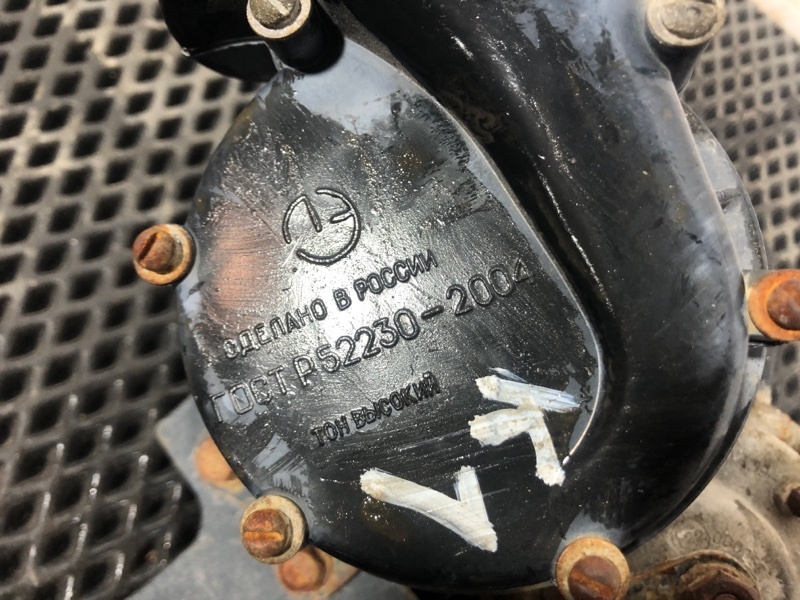 СДЕЛАНО В РОССИИ
ГОСТ Р 52230-2004
ТОН ВЫСОКИЙ